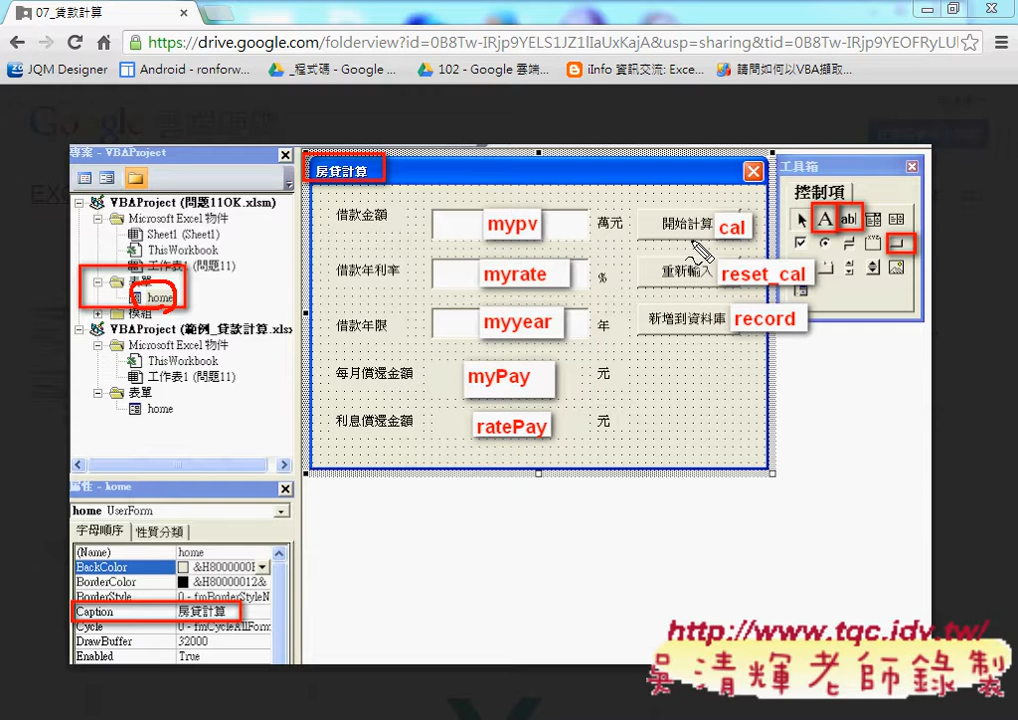 07_貸款計算
https://drive.google.com/folderview?id=0B8Tw-IRjp9YELS1JZ1lIaUxKajA&usp=sharing&tid=0B8Tw-IRjp9YEOFRyLUl
JQM Designer
Android - ronforwor...
_程式碼 - Google ...
102 - Google 雲端...
iInfo 資訊交流: Exce...
請問如何以VBA擷取...
Google 雲端硬碟
專案 - VBAProject
VBAProject (問題11OK.xlsm)
Microsoft Excel 物件
Sheet1 (Sheet1)
ThisWorkbook
工作表1 (問題11)
表單
home
模組
VBAProject (範例_貸款計算.xls
Microsoft Excel 物件
ThisWorkbook
工作表1 (問題11)
表單
home
屬性 - home
home UserForm
字母順序 性質分類
(Name) home
BackColor &H8000000
BorderColor &H80000012&
BorderStyle 0 - fmBorderStyleN
Caption 房貸計算
Cycle 0 - fmCycleAllForm
DrawBuffer 32000
Enabled True
房貸計算
借款金額 mypv 萬元 開始計算 cal
借款年利率 myrate % 重新輸入 reset_cal
借款年限 myyear 年 新增到資料庫 record
每月償還金額 myPay 元
利息償還金額 ratePay 元
工具箱
控制項
A ab
http://www.tqc.idv.tw/
吳清輝老師錄製